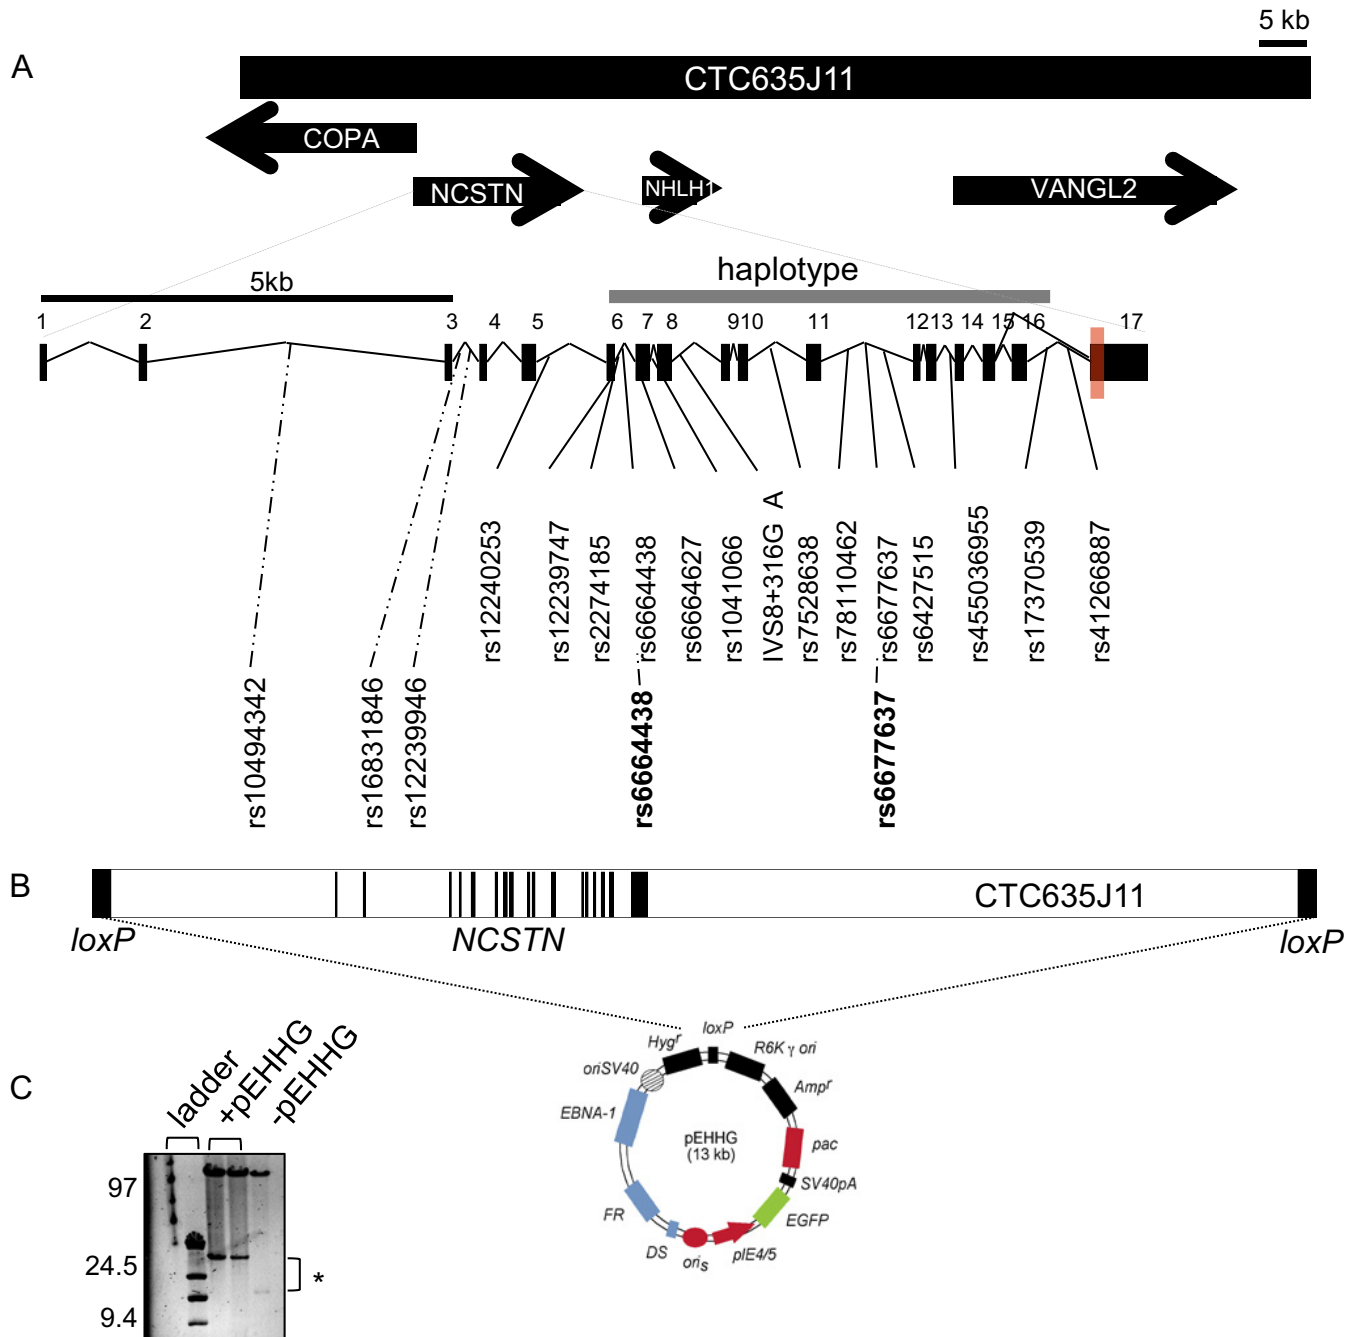 5 kb
A
CTC635J11
COPA
NCSTN
NHLH1
VANGL2
haplotype
5kb
1 2 3 4 5 6 7 8 9 10 11 12 13 14 15 16 17
rs12240253
rs12239747
rs2274185
rs6664438
rs6664627
rs1041066
IVS8+316G A
rs7528638
rs78110462
rs6677637
rs6427515
rs455036955
rs17370539
rs41266887
rs10494342
rs16831846
rs12239946
rs6664438
rs6677637
B
CTC635J11
loxP
NCSTN
loxP
C
ladder
+pEHHG
-pEHHG
97
24.5
9.4
*
loxP
R6K γ ori
Ampr
pac
SV40pA
EGFP
pIE4/5
oris
DS
FR
EBNA-1
oriSV40
Hygr
pEHHG
(13 kb)